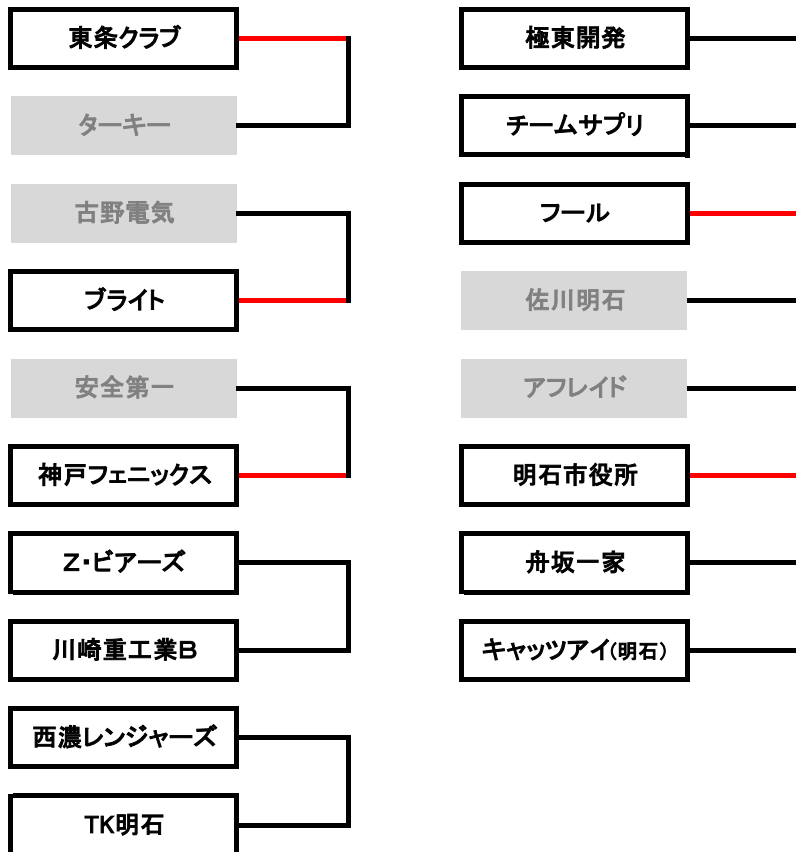 東条クラブ
ターキー
古野電気
ブライト
安全第一
神戸フェニックス
Z・ビアーズ
川崎重工業B
西濃レンジャーズ
TK明石
極東開発
チームサプリ
フール
佐川明石
アフレイド
明石市役所
舟坂一家
キャッツアイ(明石)